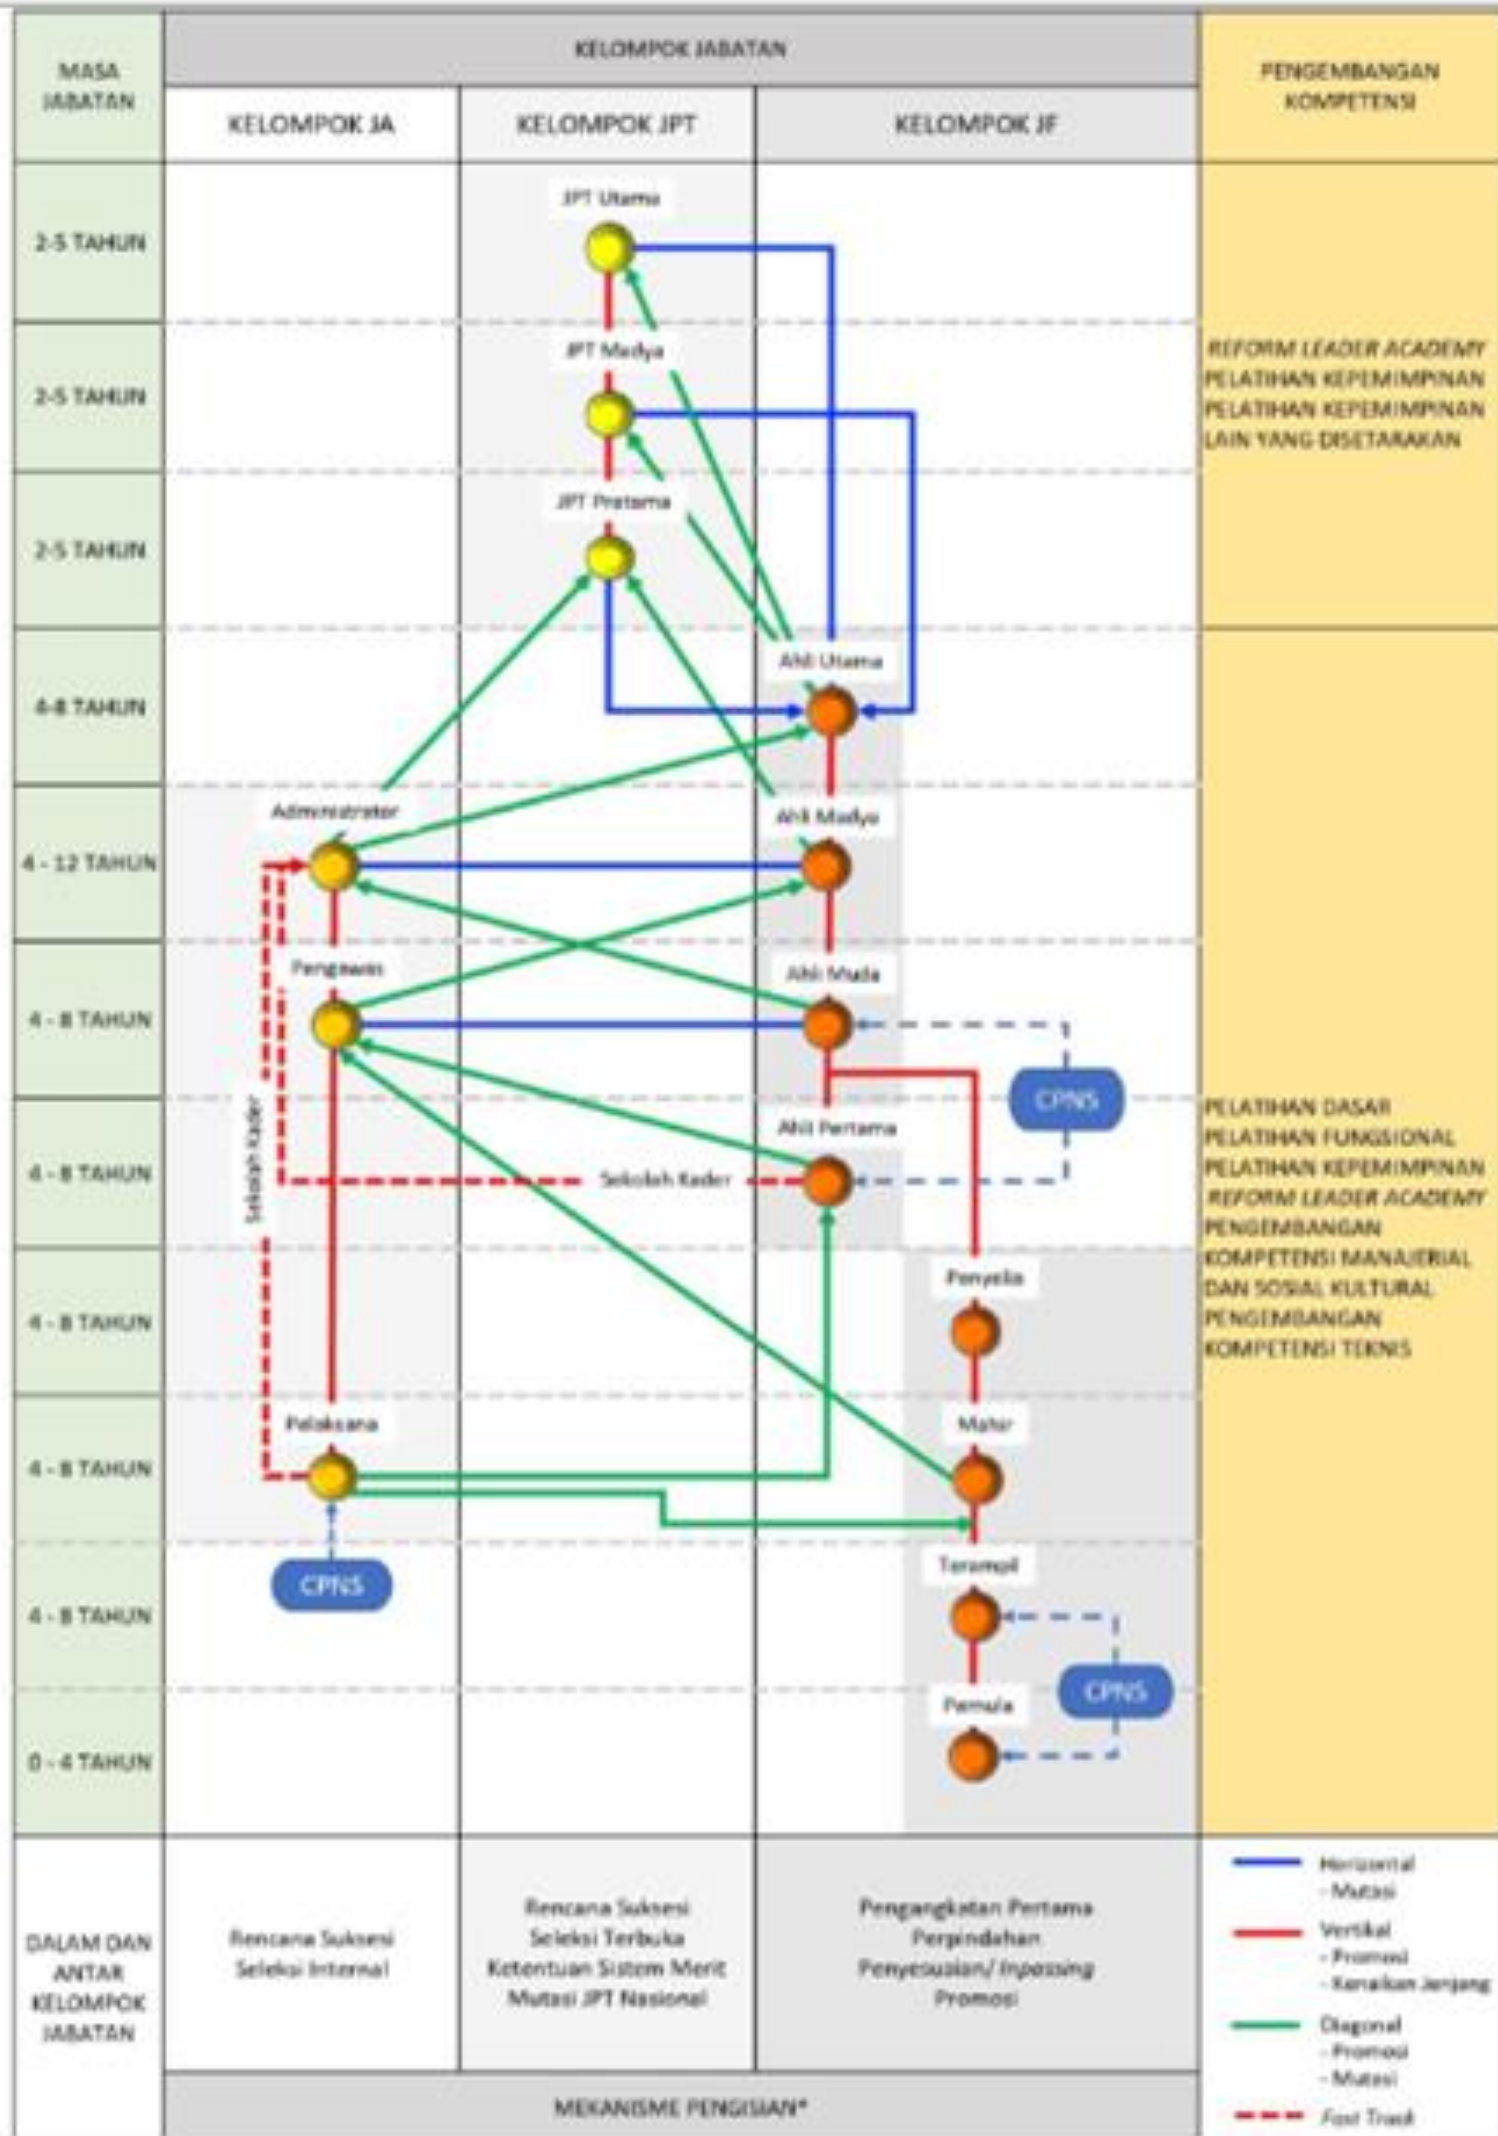 MASA
JABATAN
KELOMPOK JABATAN
PENGEMBANGAN
KOMPETENSI
KELOMPOK JA
KELOMPOK JPT
KELOMPOK JF
JPT Utama
2-5 TAHUN
JPT Madya
2-5 TAHUN
REFORM LEADER ACADEMY
PELATIHAN KEPEMIMPINAN
PELATIHAN KEPEMIMPINAN
LAIN YANG DISETARAKAN
JPT Pratama
2-5 TAHUN
Ahli Utama
4-8 TAHUN
Administrator
Ahli Madya
4 - 12 TAHUN
Pengawas
Ahli Muda
4 - 8 TAHUN
CPNS
Ahli Pertama
4 - 8 TAHUN
Sekolah Kader
Sekolah Kader
PELATIHAN DASAR
PELATIHAN FUNGSIONAL
PELATIHAN KEPEMIMPINAN
REFORM LEADER ACADEMY
PENGEMBANGAN
KOMPETENSI MANAJERIAL
DAN SOSIAL KULTURAL
PENGEMBANGAN
KOMPETENSI TEKNIS
Penyelia
4 - 8 TAHUN
Pelaksana
Mahir
4 - 8 TAHUN
CPNS
Terampil
4 - 8 TAHUN
CPNS
Pemula
0 - 4 TAHUN
DALAM DAN
ANTAR
KELOMPOK
JABATAN
Rencana Suksesi
Seleksi Internal
Rencana Suksesi
Seleksi Terbuka
Ketentuan Sistem Merit
Mutasi JPT Nasional
Pengangkatan Pertama
Perpindahan
Penyesuaian/ Inpassing
Promosi
MEKANISME PENGISIAN*
Horizontal
- Mutasi
Vertikal
- Promosi
- Kenaikan Jenjang
Diagonal
- Promosi
- Mutasi
Fast Track